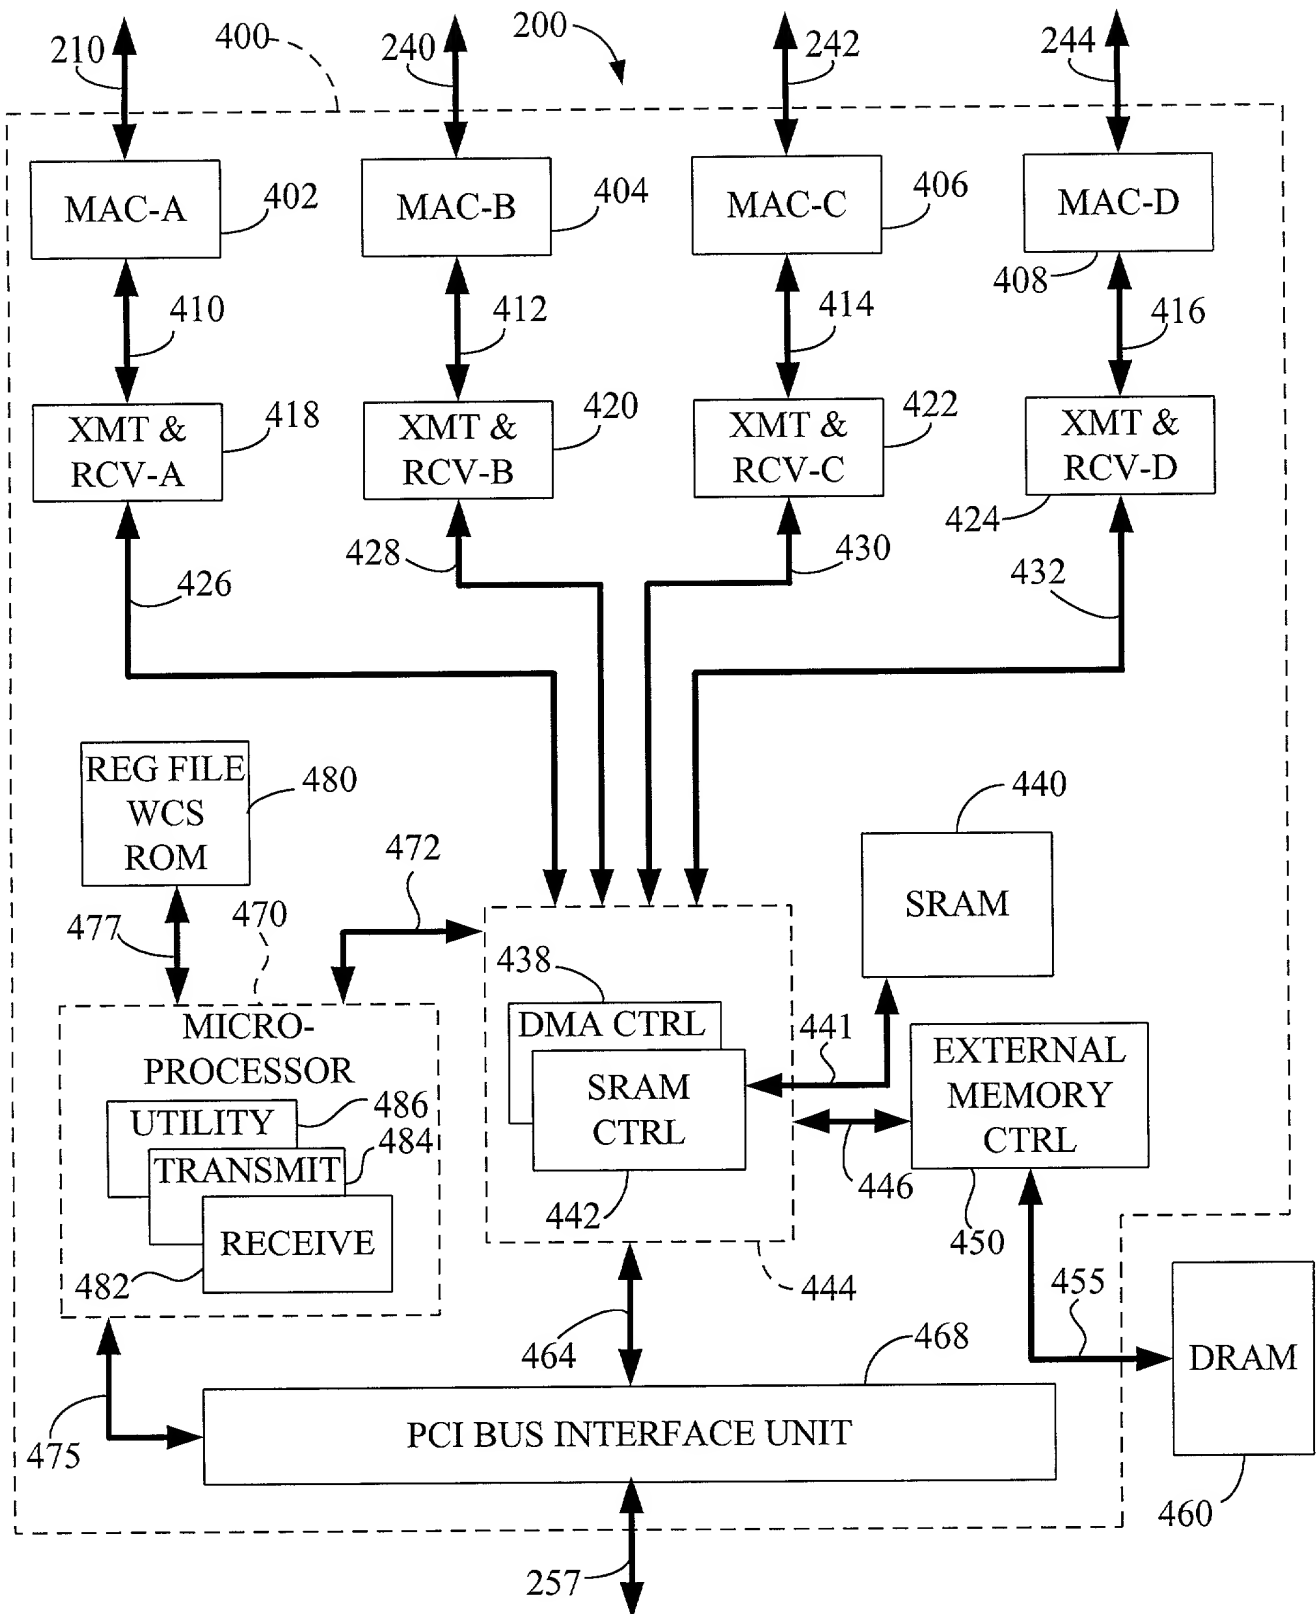 210
400
240
200
242
244
MAC-A
402
MAC-B
404
MAC-C
406
MAC-D
408
410
412
414
416
XMT &
RCV-A
418
XMT &
RCV-B
420
XMT &
RCV-C
422
XMT &
RCV-D
424
426
428
430
432
REG FILE
WCS
ROM
480
472
440
SRAM
477
470
438
DMA CTRL
SRAM
CTRL
442
441
EXTERNAL
MEMORY
CTRL
446
450
MICRO-
PROCESSOR
UTILITY
486
TRANSMIT
484
RECEIVE
482
444
455
464
468
DRAM
475
PCI BUS INTERFACE UNIT
460
257